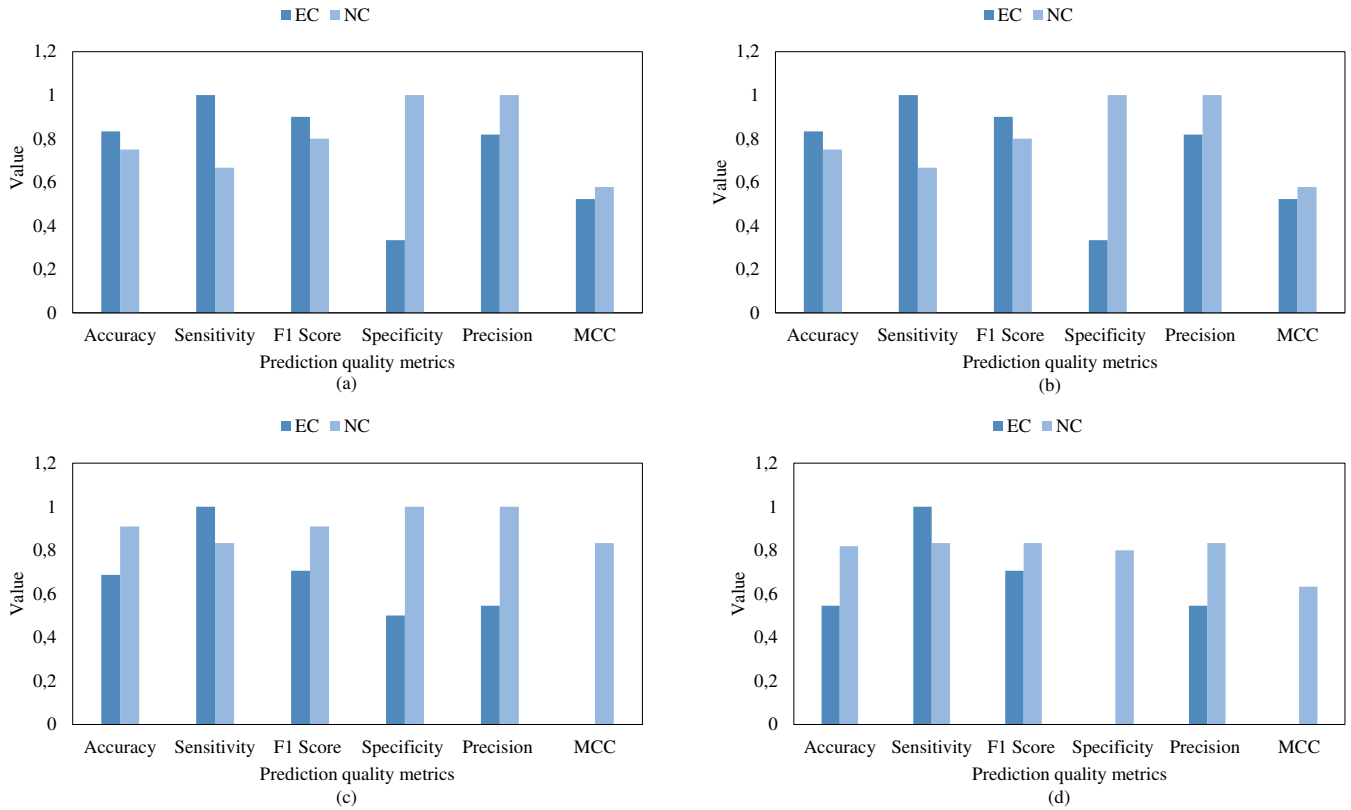 EC NC
1,2
1
0,8
0,6
0,4
0,2
0
Value
Accuracy Sensitivity F1 Score Specificity Precision MCC
Prediction quality metrics
(a)
EC NC
1,2
1
0,8
0,6
0,4
0,2
0
Value
Accuracy Sensitivity F1 Score Specificity Precision MCC
Prediction quality metrics
(b)
EC NC
1,2
1
0,8
0,6
0,4
0,2
0
Value
Accuracy Sensitivity F1 Score Specificity Precision MCC
Prediction quality metrics
(c)
EC NC
1,2
1
0,8
0,6
0,4
0,2
0
Value
Accuracy Sensitivity F1 Score Specificity Precision MCC
Prediction quality metrics
(d)